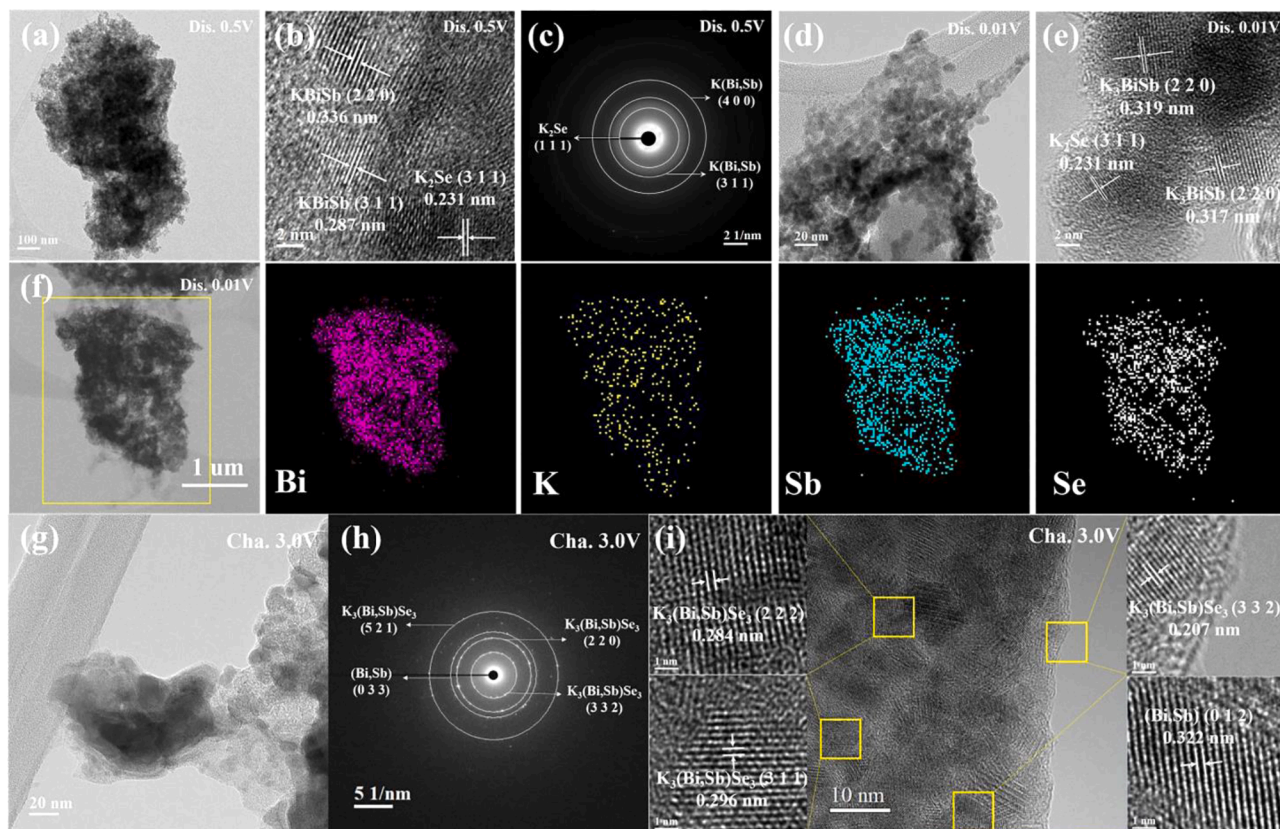 (a)
Dis. 0.5V
100 nm
(b)
Dis. 0.5V
KBiSb (2 2 0)
0.336 nm
KBiSb (3 1 1)
0.287 nm
K₂Se (3 1 1)
0.231 nm
2 nm
(c)
Dis. 0.5V
K(Bi,Sb)
(4 0 0)
K₂Se
(1 1 1)
K(Bi,Sb)
(3 1 1)
2 1/nm
(d)
Dis. 0.01V
20 nm
(e)
Dis. 0.01V
K₃BiSb (2 2 0)
0.319 nm
K₂Se (3 1 1)
0.231 nm
K₃BiSb (2 2 0)
0.317 nm
2 nm
(f)
Dis. 0.01V
1 um
Bi
K
Sb
Se
(g)
Cha. 3.0V
20 nm
(h)
Cha. 3.0V
K₃(Bi,Sb)Se₃
(5 2 1)
K₃(Bi,Sb)Se₃
(2 2 0)
(Bi,Sb)
(0 3 3)
K₃(Bi,Sb)Se₃
(3 3 2)
5 1/nm
(i)
Cha. 3.0V
K₃(Bi,Sb)Se₃ (2 2 2)
0.284 nm
1 nm
K₃(Bi,Sb)Se₃ (3 3 2)
0.207 nm
1 nm
K₃(Bi,Sb)Se₃ (3 1 1)
0.296 nm
1 nm
10 nm
(Bi,Sb) (0 1 2)
0.322 nm
1 nm